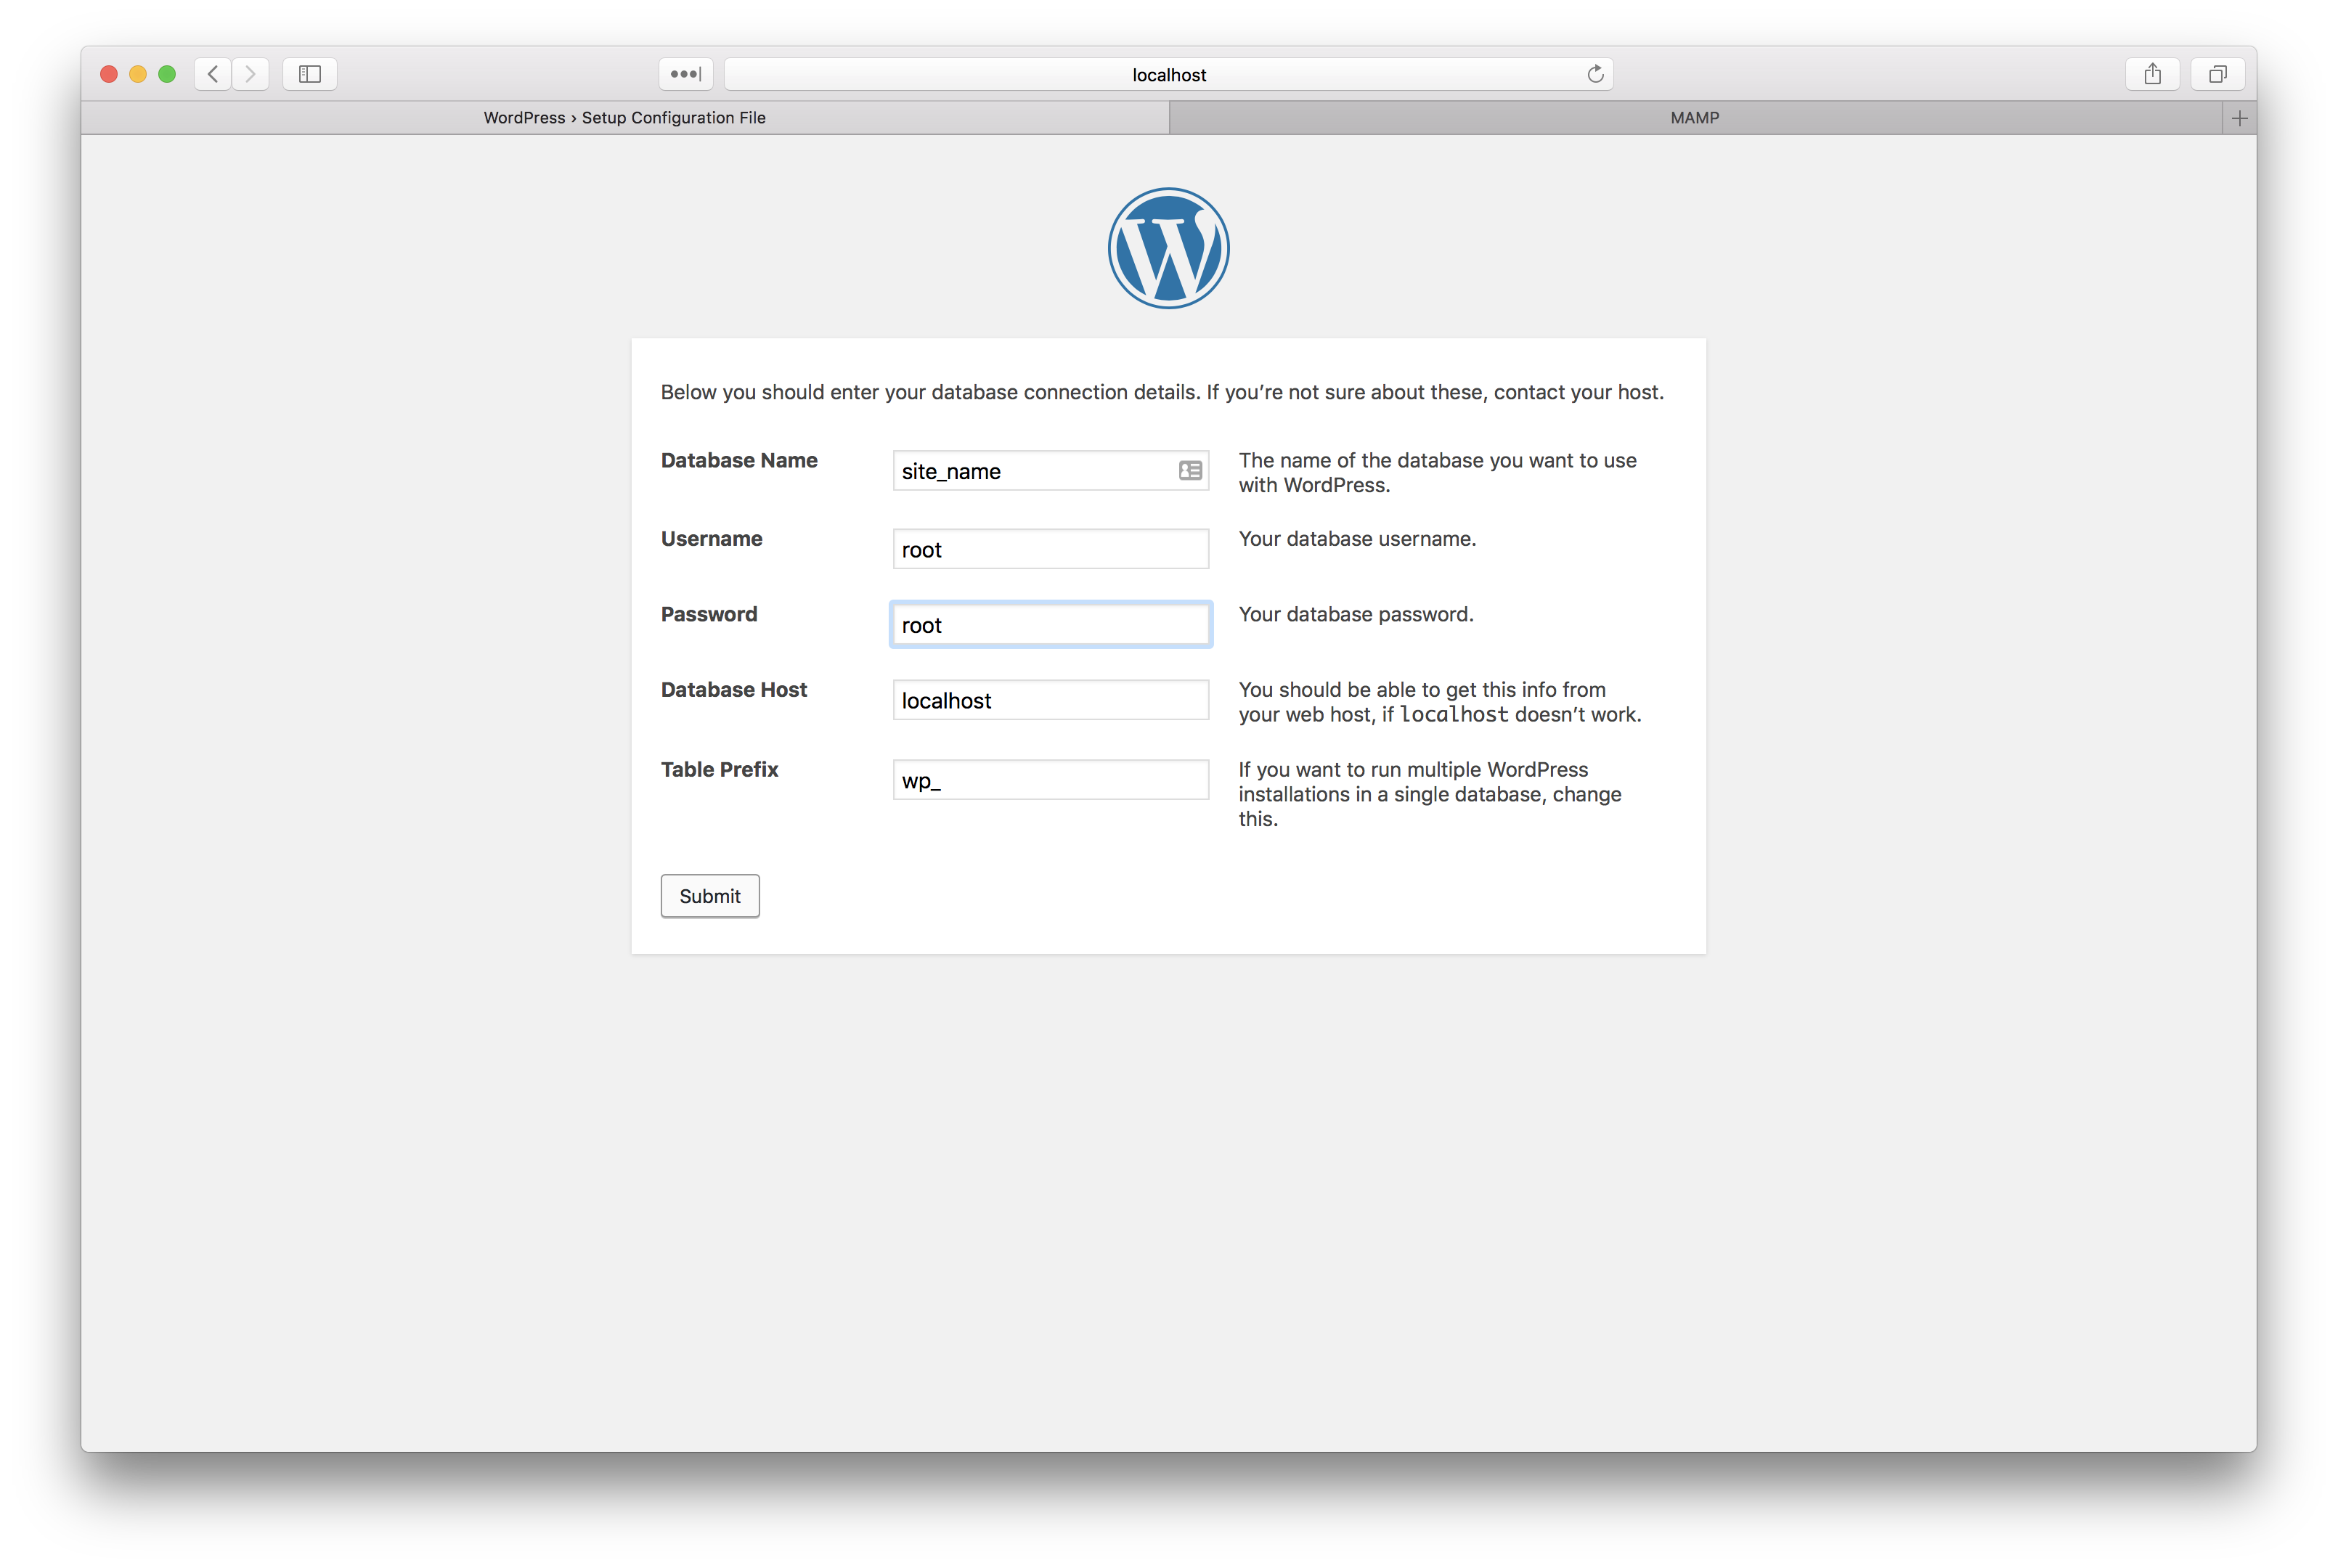 localhost
WordPress › Setup Configuration File
MAMP
Below you should enter your database connection details. If you’re not sure about these, contact your host.
Database Name
site_name
The name of the database you want to use
with WordPress.
Username
root
Your database username.
Password
root
Your database password.
Database Host
localhost
You should be able to get this info from
your web host, if localhost doesn’t work.
Table Prefix
wp_
If you want to run multiple WordPress
installations in a single database, change
this.
Submit